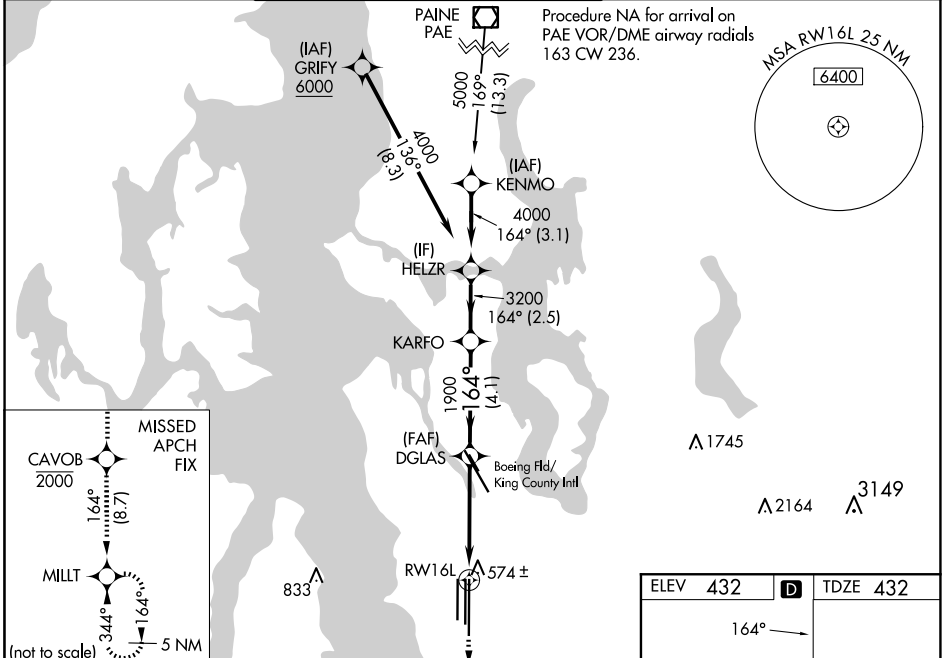 PAINE
PAE
Procedure NA for arrival on
PAE VOR/DME airway radials
163 CW 236.
MSA RW16L 25 NM
6400
(IAF)
GRIFY
6000
5000
169°
(13.3)
4000
136°
(8.3)
(IAF)
KENMO
4000
164° (3.1)
(IF)
HELZR
3200
164° (2.5)
KARFO
1900
164°
(4.1)
(FAF)
DGLAS
Boeing Fld/
King County Intl
1745
2164
3149
MISSED
APCH
FIX
CAVOB
2000
164°
(8.7)
MILLT
344°
164°
5 NM
(not to scale)
833
RW16L
574 ±
ELEV 432
D
TDZE 432
164°